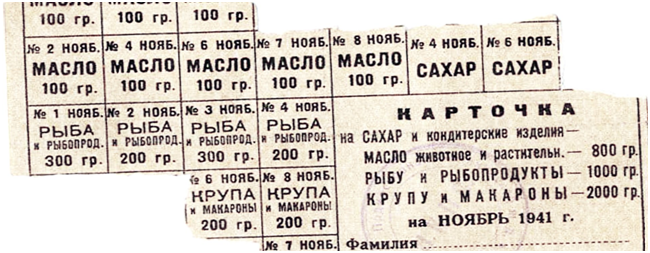 МАСЛО МАСЛО МАСЛО
100 гр. 100 гр. 100 гр.
№ 2 НОЯБ. № 4 НОЯБ. № 6 НОЯБ. № 7 НОЯБ. № 8 НОЯБ. № 4 НОЯБ. № 6 НОЯБ.
МАСЛО МАСЛО МАСЛО МАСЛО МАСЛО САХАР САХАР
100 гр. 100 гр. 100 гр. 100 гр. 100 гр.
№ 1 НОЯБ. № 2 НОЯБ. № 3 НОЯБ. № 4 НОЯБ.
РЫБА РЫБА РЫБА РЫБА
и РЫБОПРОД. и РЫБОПРОД. и РЫБОПРОД. и РЫБОПРОД.
300 гр. 200 гр. 300 гр. 200 гр.
№ 6 НОЯБ. № 8 НОЯБ.
КРУПА КРУПА
и МАКАРОНЫ и МАКАРОНЫ
200 гр. 200 гр.
№ 7 НОЯБ.
КАРТОЧКА
на САХАР и кондитерские изделия—
МАСЛО животное и растительн.— 800 гр.
РЫБУ и РЫБОПРОДУКТЫ—1000 гр.
КРУПУ и МАКАРОНЫ—2000 гр.
на НОЯБРЬ 1941 г.
Фамилия